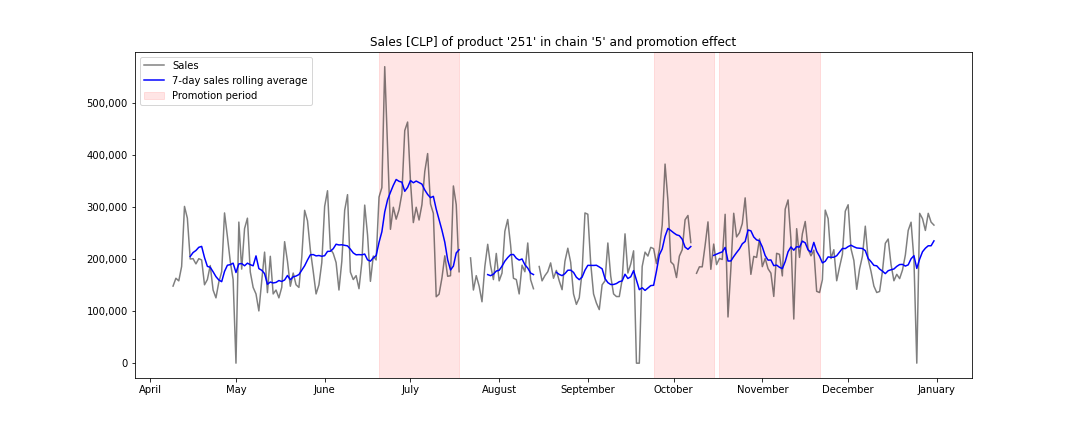 Sales [CLP] of product '251' in chain '5' and promotion effect
Sales
7-day sales rolling average
Promotion period
500,000
400,000
300,000
200,000
100,000
0
April May June July August September October November December January